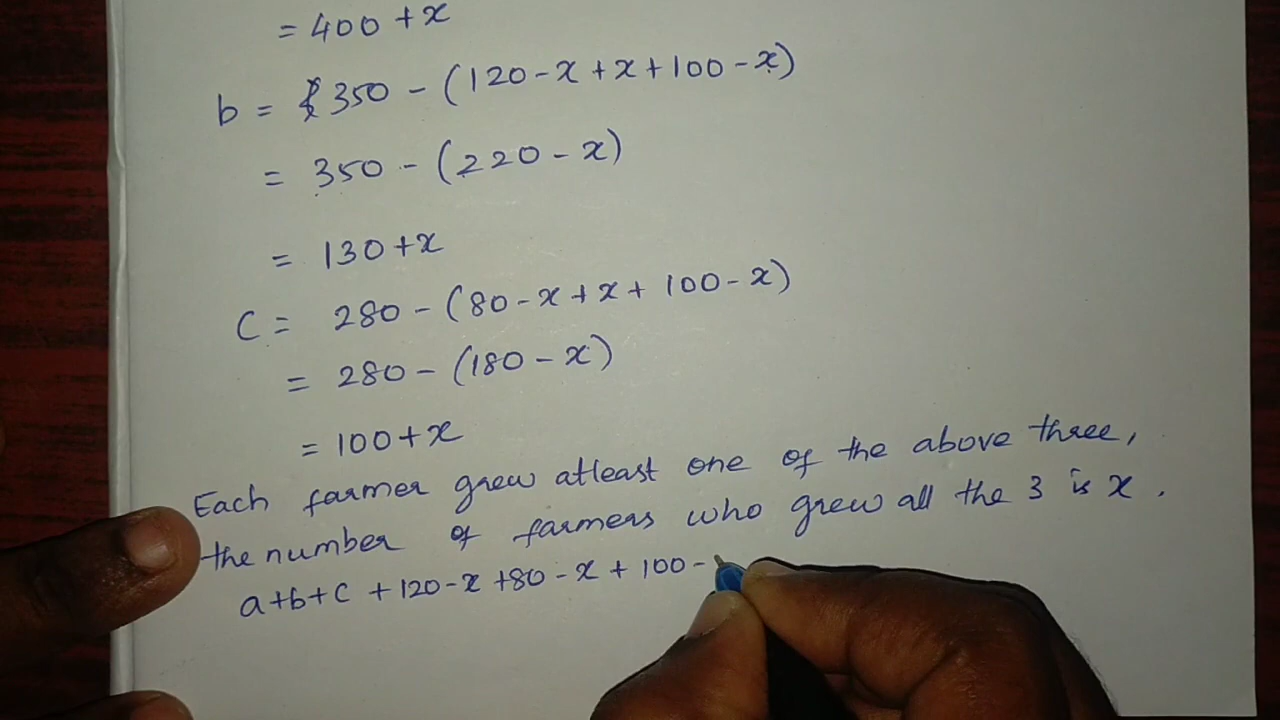 = 400 + x
b = 350 - (120 - x + x + 100 - x)
= 350 - (220 - x)
= 130 + x
C = 280 - (80 - x + x + 100 - x)
= 280 - (180 - x)
= 100 + x
Each farmer grew atleast one of the above three,
the number of farmers who grew all the 3 is x.
a+b+c + 120 - x + 80 - x + 100 -